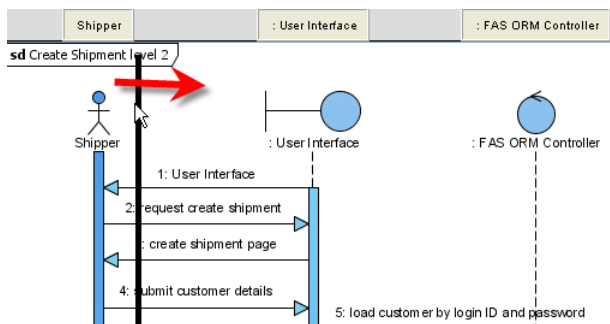 Shipper
: User Interface
: FAS ORM Controller
sd Create Shipment level 2
Shipper
: User Interface
: FAS ORM Controller
1: User Interface
2: request create shipment
: create shipment page
4: submit customer details
5: load customer by login ID and password